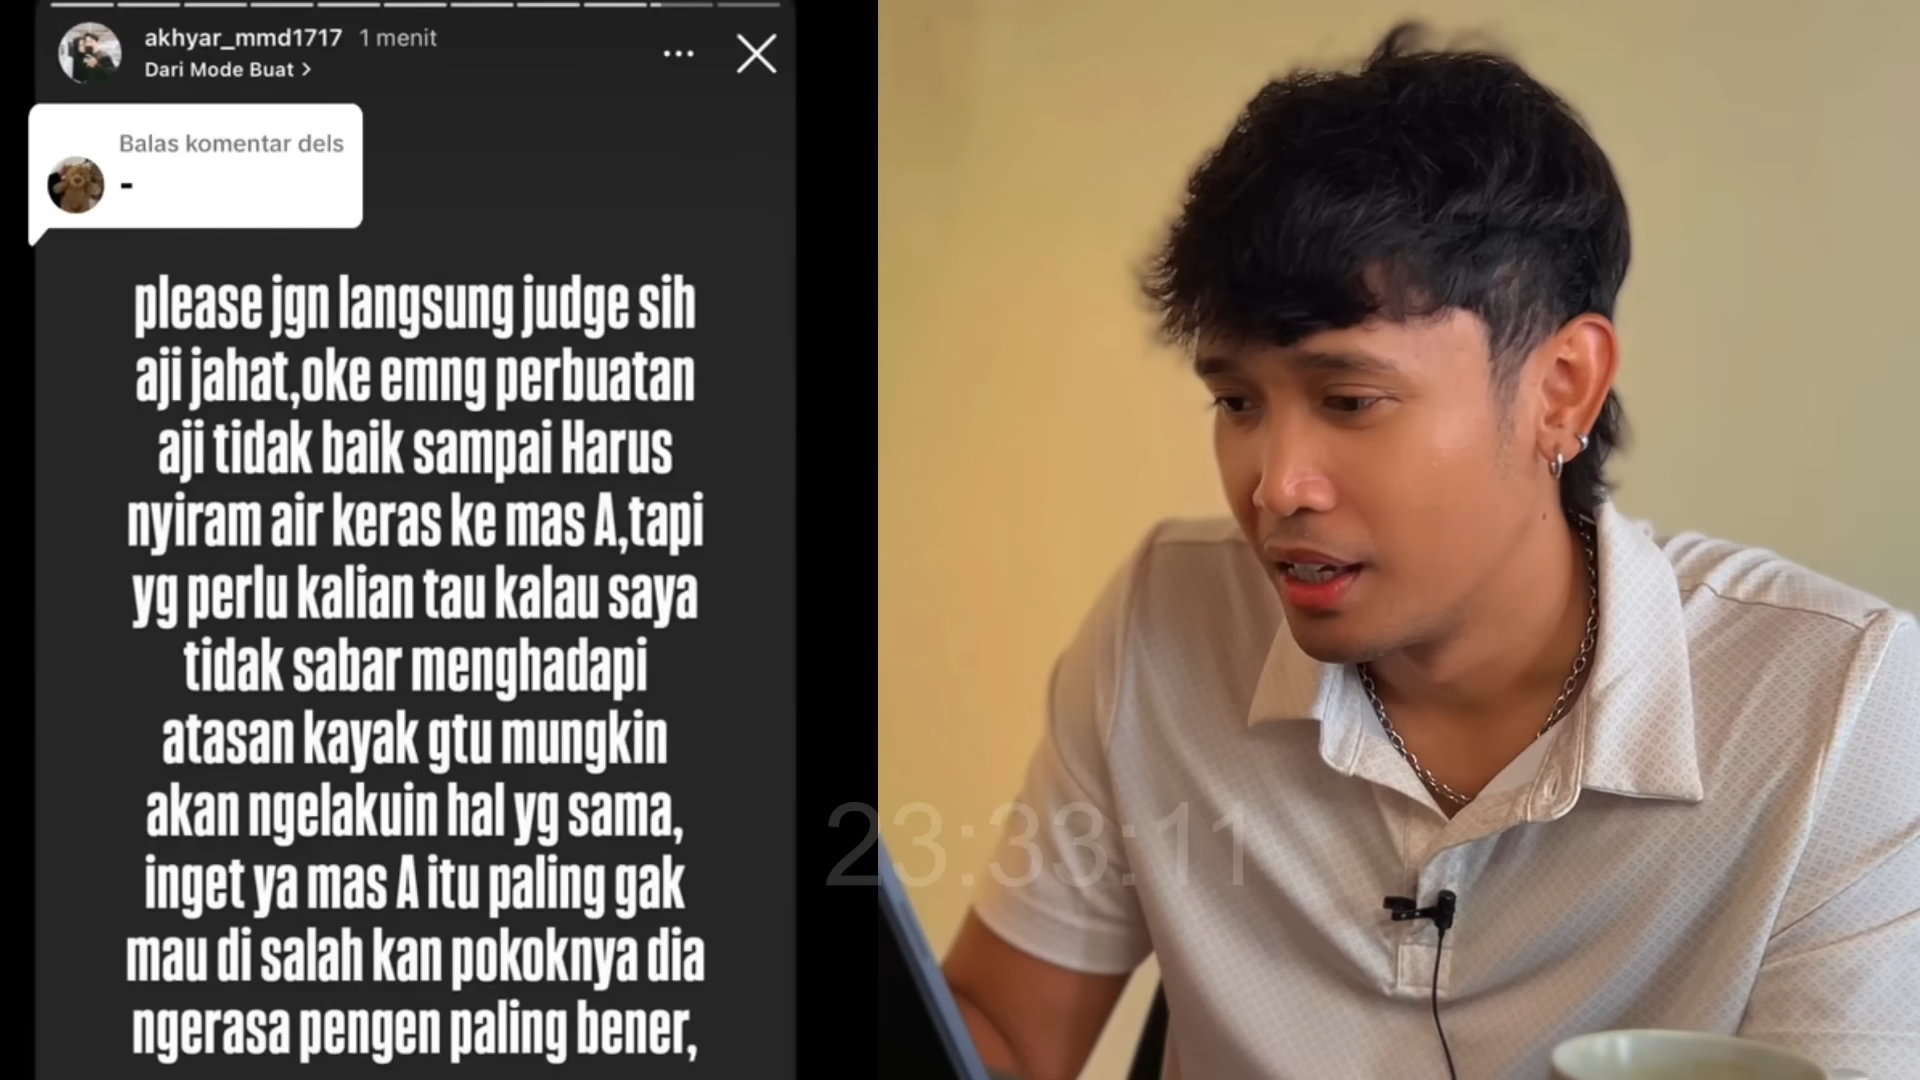 akhyar_mmd1717 1 menit
Dari Mode Buat >
Balas komentar dels
-
please jgn langsung judge sih
aji jahat,oke emng perbuatan
aji tidak baik sampai Harus
nyiram air keras ke mas A,tapi
yg perlu kalian tau kalau saya
tidak sabar menghadapi
atasan kayak gtu mungkin
akan ngelakuin hal yg sama,
inget ya mas A itu paling gak
mau di salah kan pokoknya dia
ngerasa pengen paling bener,
23:33:11